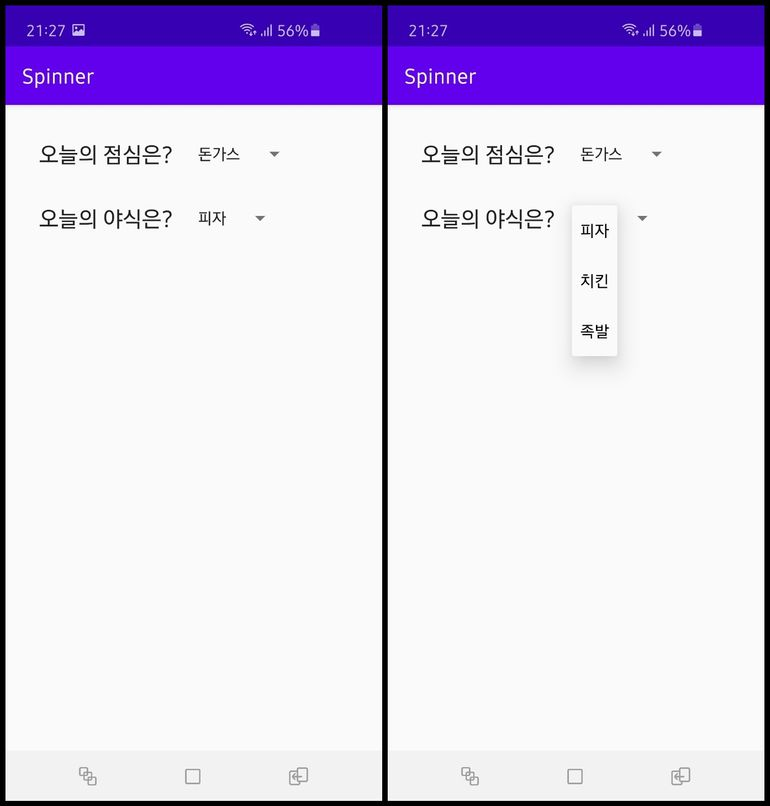 21:27 56%
Spinner
오늘의 점심은? 돈가스
오늘의 야식은? 피자
21:27 56%
Spinner
오늘의 점심은? 돈가스
오늘의 야식은?
피자
치킨
족발